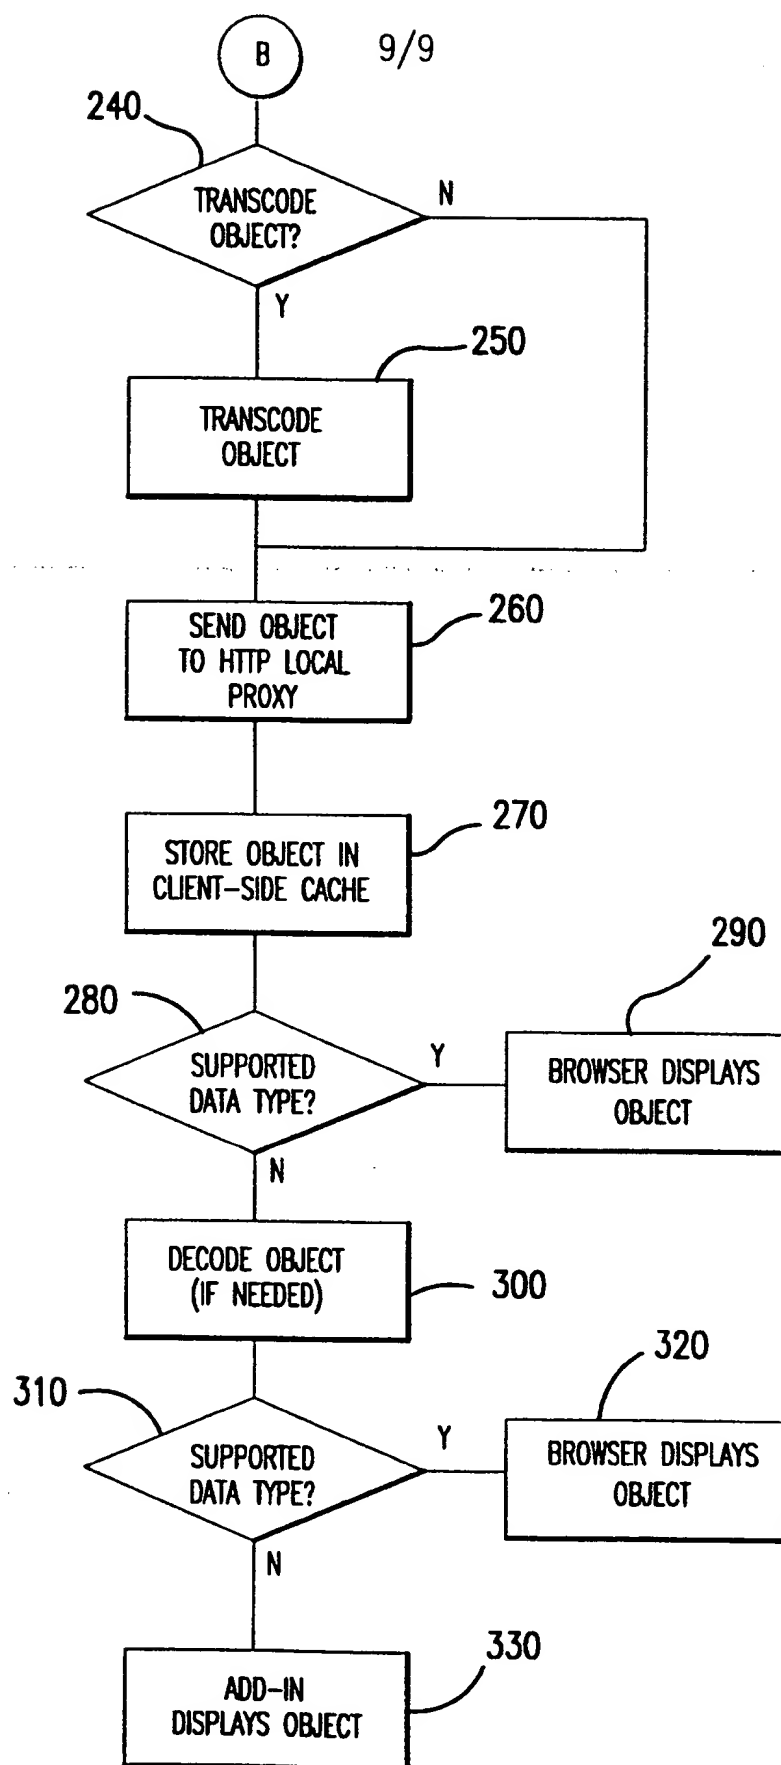 B
9/9
240
TRANSCODE
OBJECT?
N
Y
250
TRANSCODE
OBJECT
260
SEND OBJECT
TO HTTP LOCAL
PROXY
270
STORE OBJECT IN
CLIENT-SIDE CACHE
290
280
SUPPORTED
DATA TYPE?
Y
BROWSER DISPLAYS
OBJECT
N
DECODE OBJECT
(IF NEEDED)
300
320
310
SUPPORTED
DATA TYPE?
Y
BROWSER DISPLAYS
OBJECT
N
330
ADD-IN
DISPLAYS OBJECT